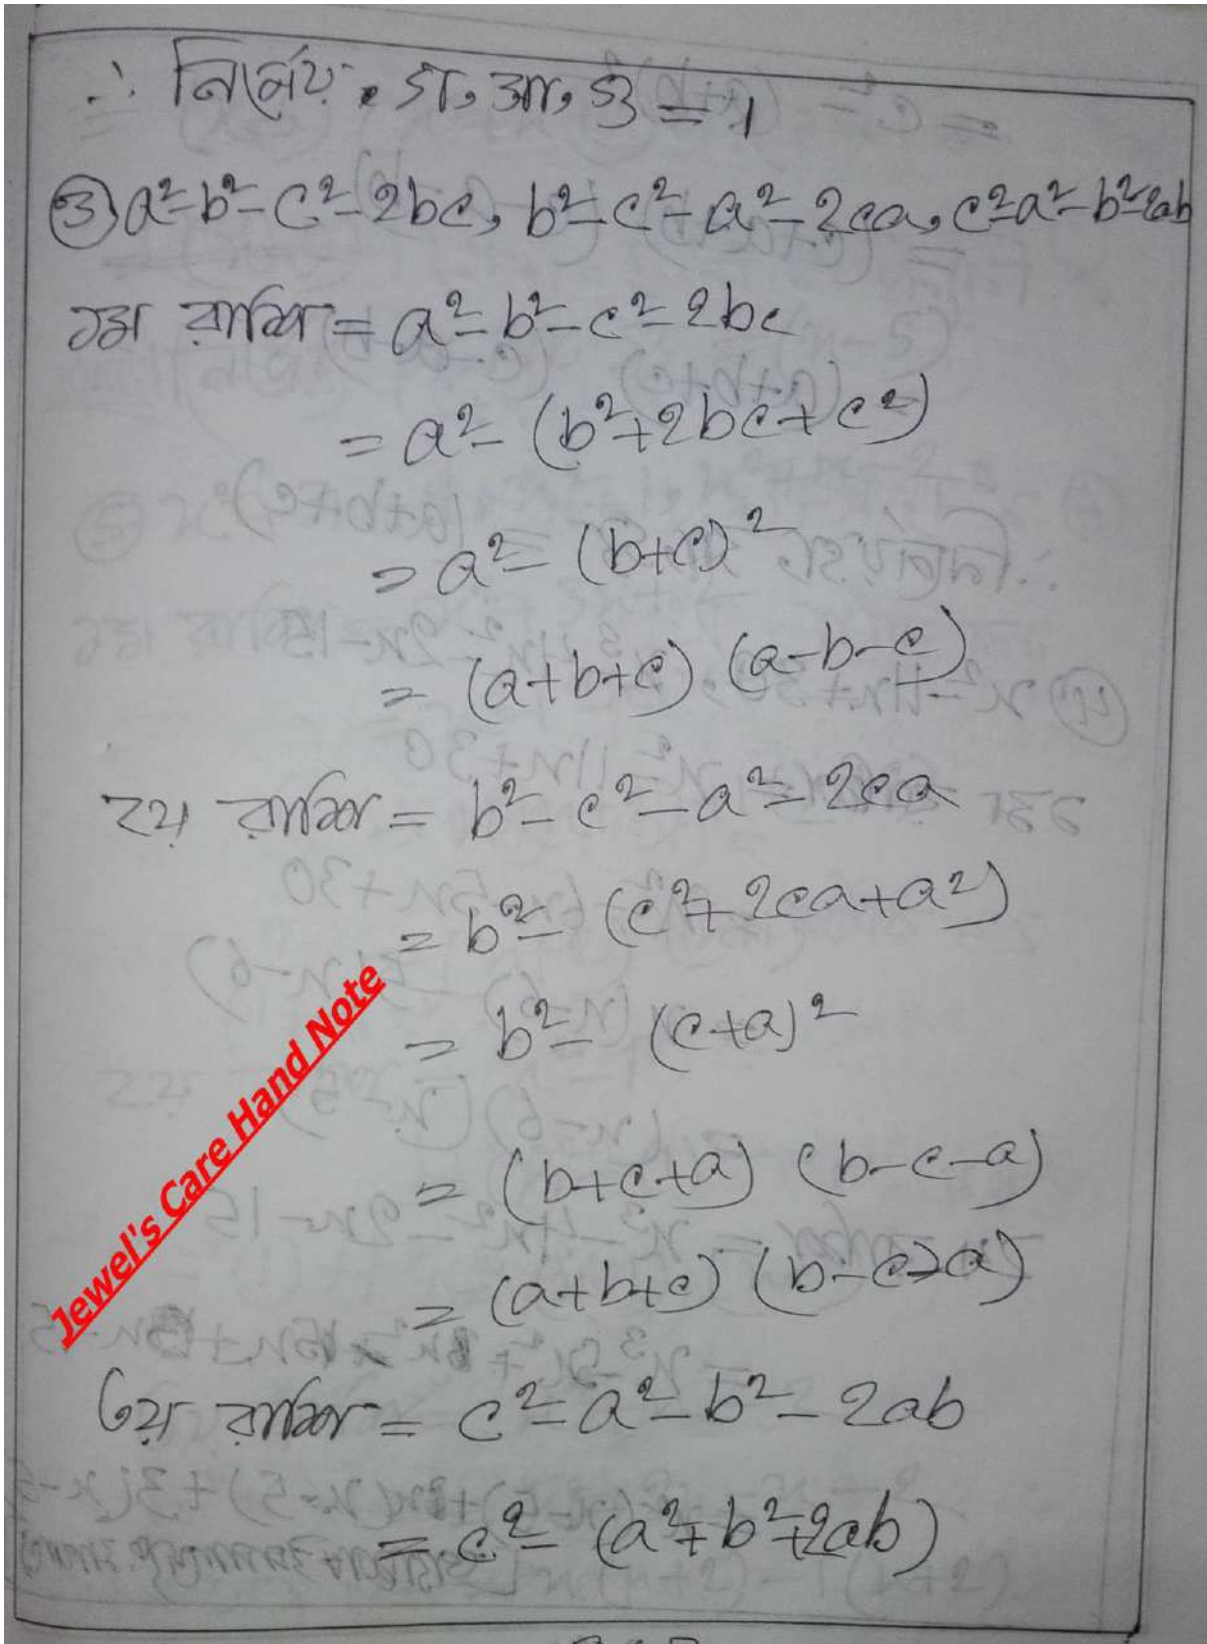 ∴ নির্ণেয় গ, সা, গু = 1
৩) a² - b² - c² - 2bc, b² - c² - a² - 2ca, c² - a² - b² - 2ab
১ম রাশি = a² - b² - c² - 2bc
= a² - (b² + 2bc + c²)
= a² - (b+c)²
= (a+b+c) (a-b-c)
২য় রাশি = b² - c² - a² - 2ca
= b² - (c² + 2ca + a²)
= b² - (c+a)²
= (b+c+a) (b-c-a)
= (a+b+c) (b-c-a)
৩য় রাশি = c² - a² - b² - 2ab
= c² - (a² + b² + 2ab)
Jewel's Care Hand Note